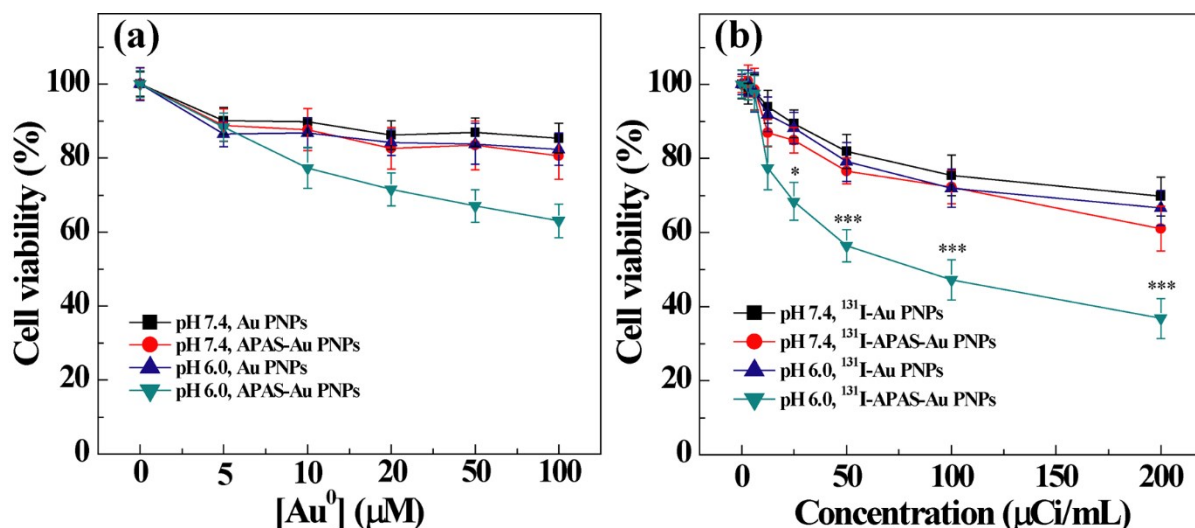 (a)
Cell viability (%)
100
80
60
40
20
0
pH 7.4, Au PNPs
pH 7.4, APAS-Au PNPs
pH 6.0, Au PNPs
pH 6.0, APAS-Au PNPs
0 5 10 20 50 100
[Au⁰] (μM)
(b)
Cell viability (%)
100
80
60
40
20
0
*
***
***
***
pH 7.4, ¹³¹I-Au PNPs
pH 7.4, ¹³¹I-APAS-Au PNPs
pH 6.0, ¹³¹I-Au PNPs
pH 6.0, ¹³¹I-APAS-Au PNPs
0 50 100 150 200
Concentration (μCi/mL)